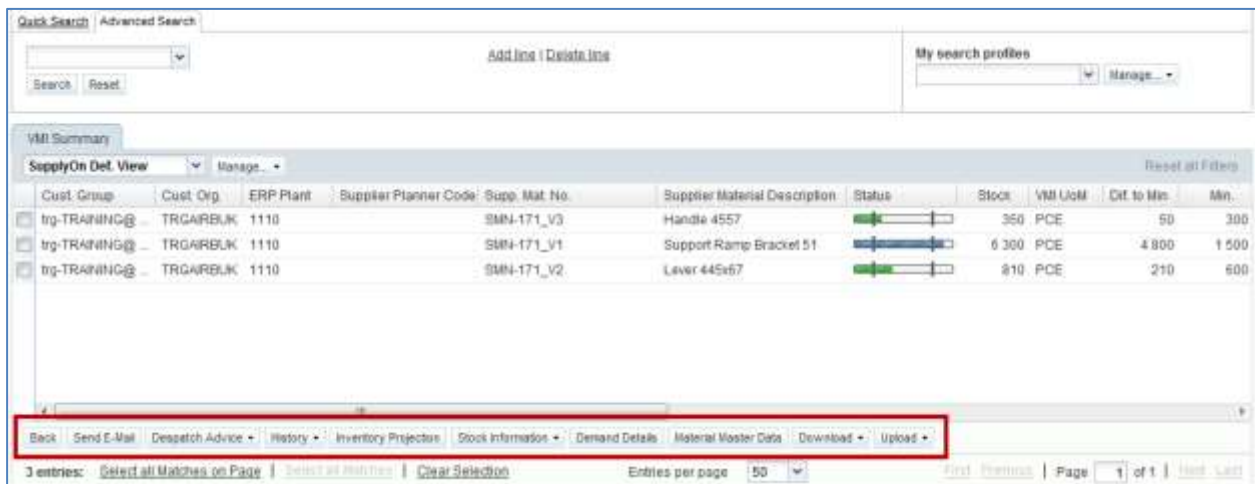 Quick Search Advanced Search
Add line | Delete line
My search profiles
Manage...
Search Reset
VMI Summary
SupplyOn Def. View Manage... Reset all Filters
Cust. Group Cust. Org. ERP Plant Supplier Planner Code Supp. Mat. No. Supplier Material Description Status Stock VMI UoM Dif. to Min. Min.
trg-TRAINING@ ... TRGAIRBUK 1110 SMN-171_V3 Handle 4557 350 PCE 50 300
trg-TRAINING@ ... TRGAIRBUK 1110 SMN-171_V1 Support Ramp Bracket 51 6 300 PCE 4 800 1 500
trg-TRAINING@ ... TRGAIRBUK 1110 SMN-171_V2 Lever 445x67 810 PCE 210 600
Back Send E-Mail Despatch Advice History Inventory Projection Stock Information Demand Details Material Master Data Download Upload
3 entries: Select all Matches on Page | Select all Matches | Clear Selection Entries per page 50 First Previous | Page 1 of 1 | Next Last